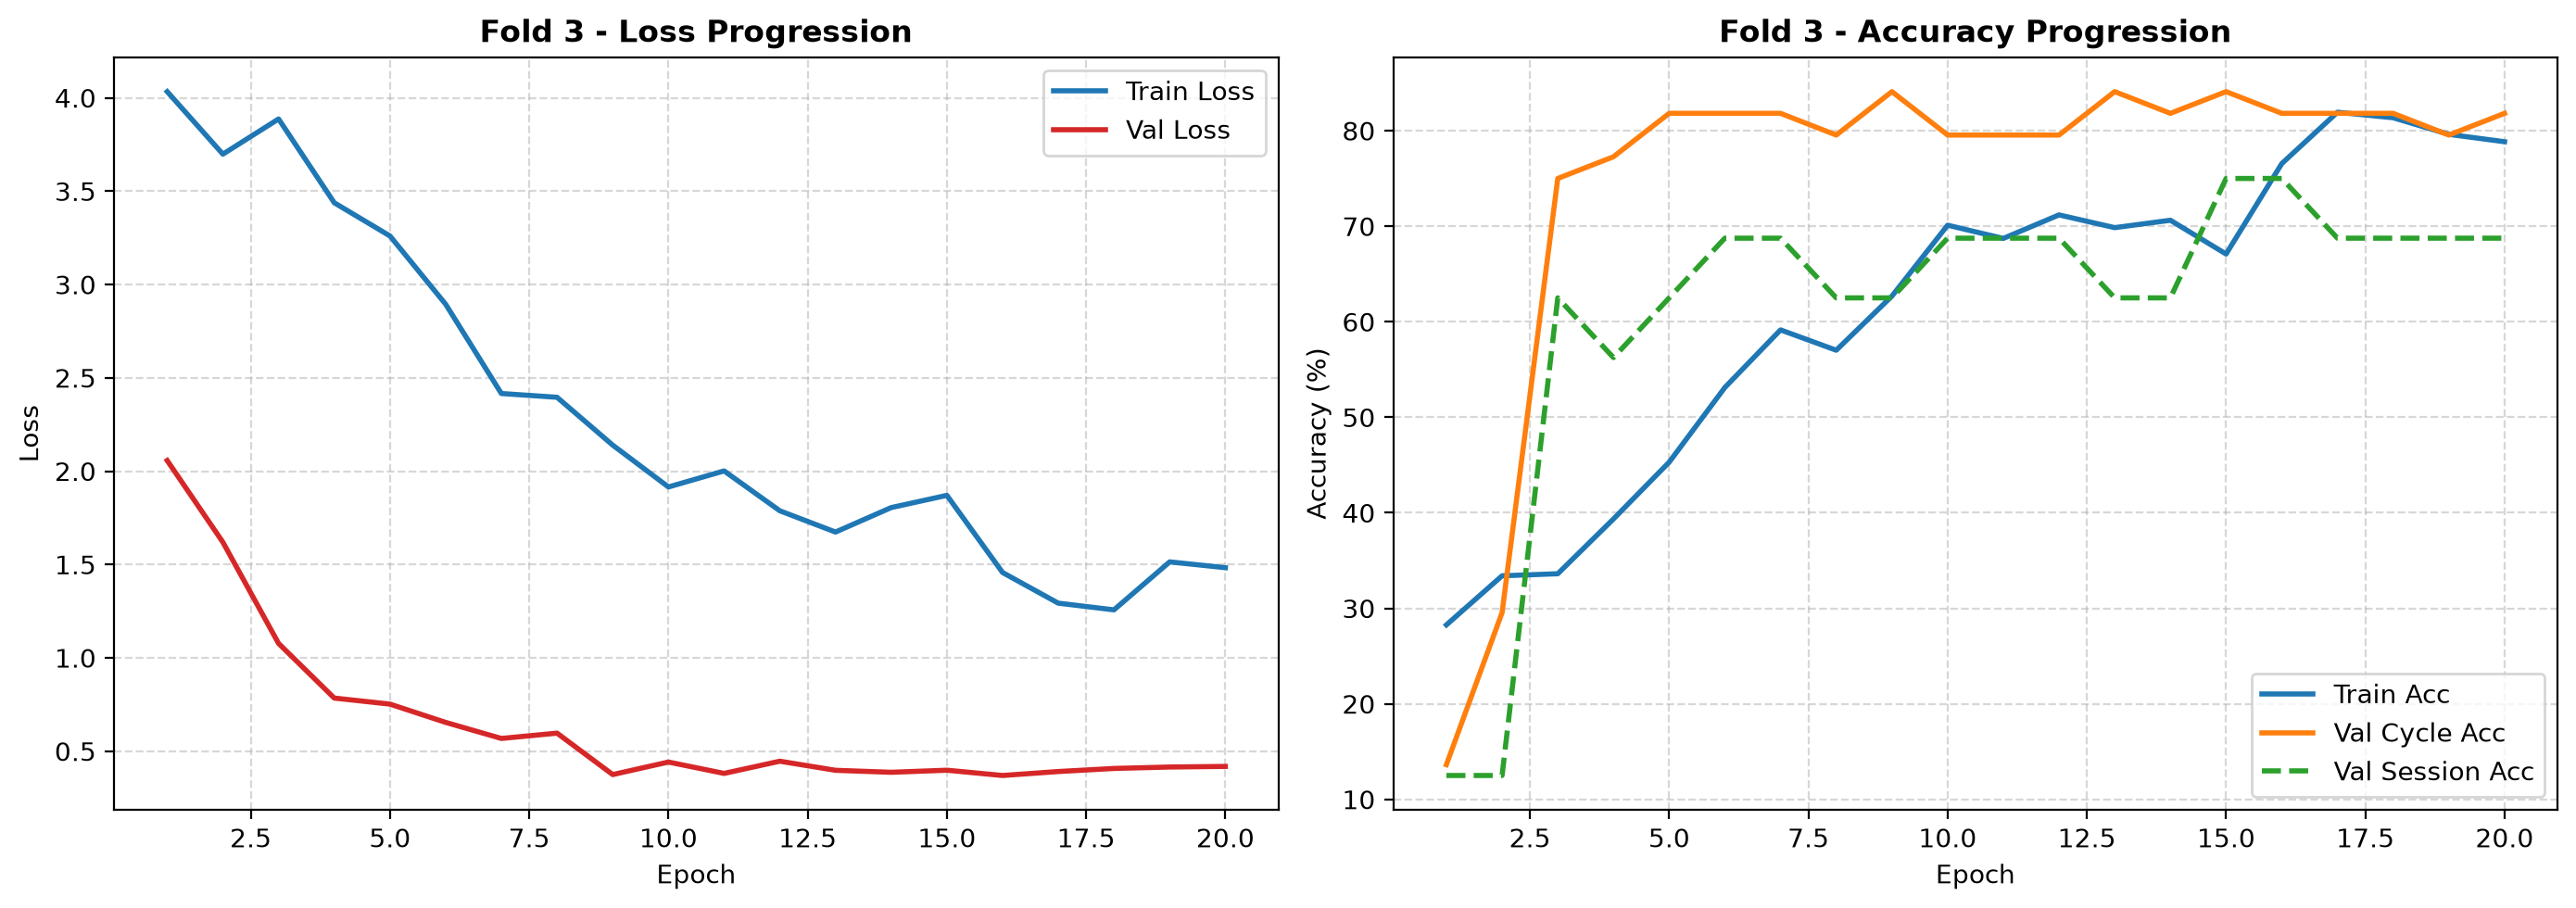 Fold 3 - Loss Progression
4.0
3.5
3.0
2.5
2.0
1.5
1.0
0.5
Loss
Train Loss
Val Loss
2.5 5.0 7.5 10.0 12.5 15.0 17.5 20.0
Epoch
Fold 3 - Accuracy Progression
80
70
60
50
40
30
20
10
Accuracy (%)
Train Acc
Val Cycle Acc
Val Session Acc
2.5 5.0 7.5 10.0 12.5 15.0 17.5 20.0
Epoch